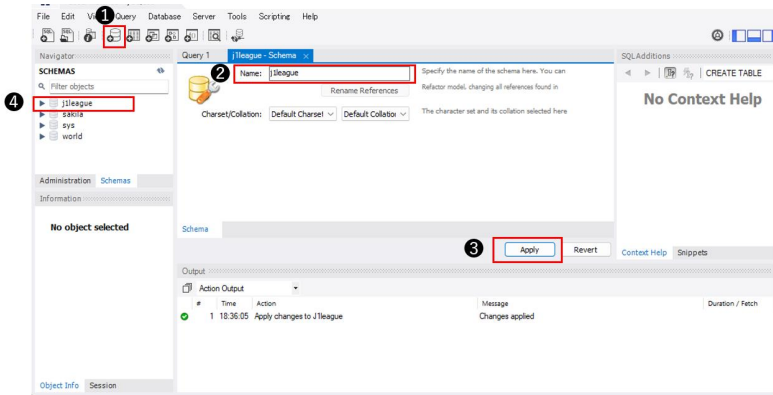 1
File Edit View Query Database Server Tools Scripting Help
Navigator
SCHEMAS
Filter objects
4
j1league
sakila
sys
world
Administration Schemas
Information
No object selected
Object Info Session
Query 1 j1league - Schema ×
2
Name: j1league
Specify the name of the schema here. You can
Rename References
Refactor model, changing all references found in
Charset/Collation: Default Charset Default Collation
The character set and its collation selected here
Schema
3
Apply Revert
Output
Action Output
# Time Action Message Duration / Fetch
1 18:36:05 Apply changes to J1league Changes applied
SQLAdditions
CREATE TABLE
No Context Help
Context Help Snippets